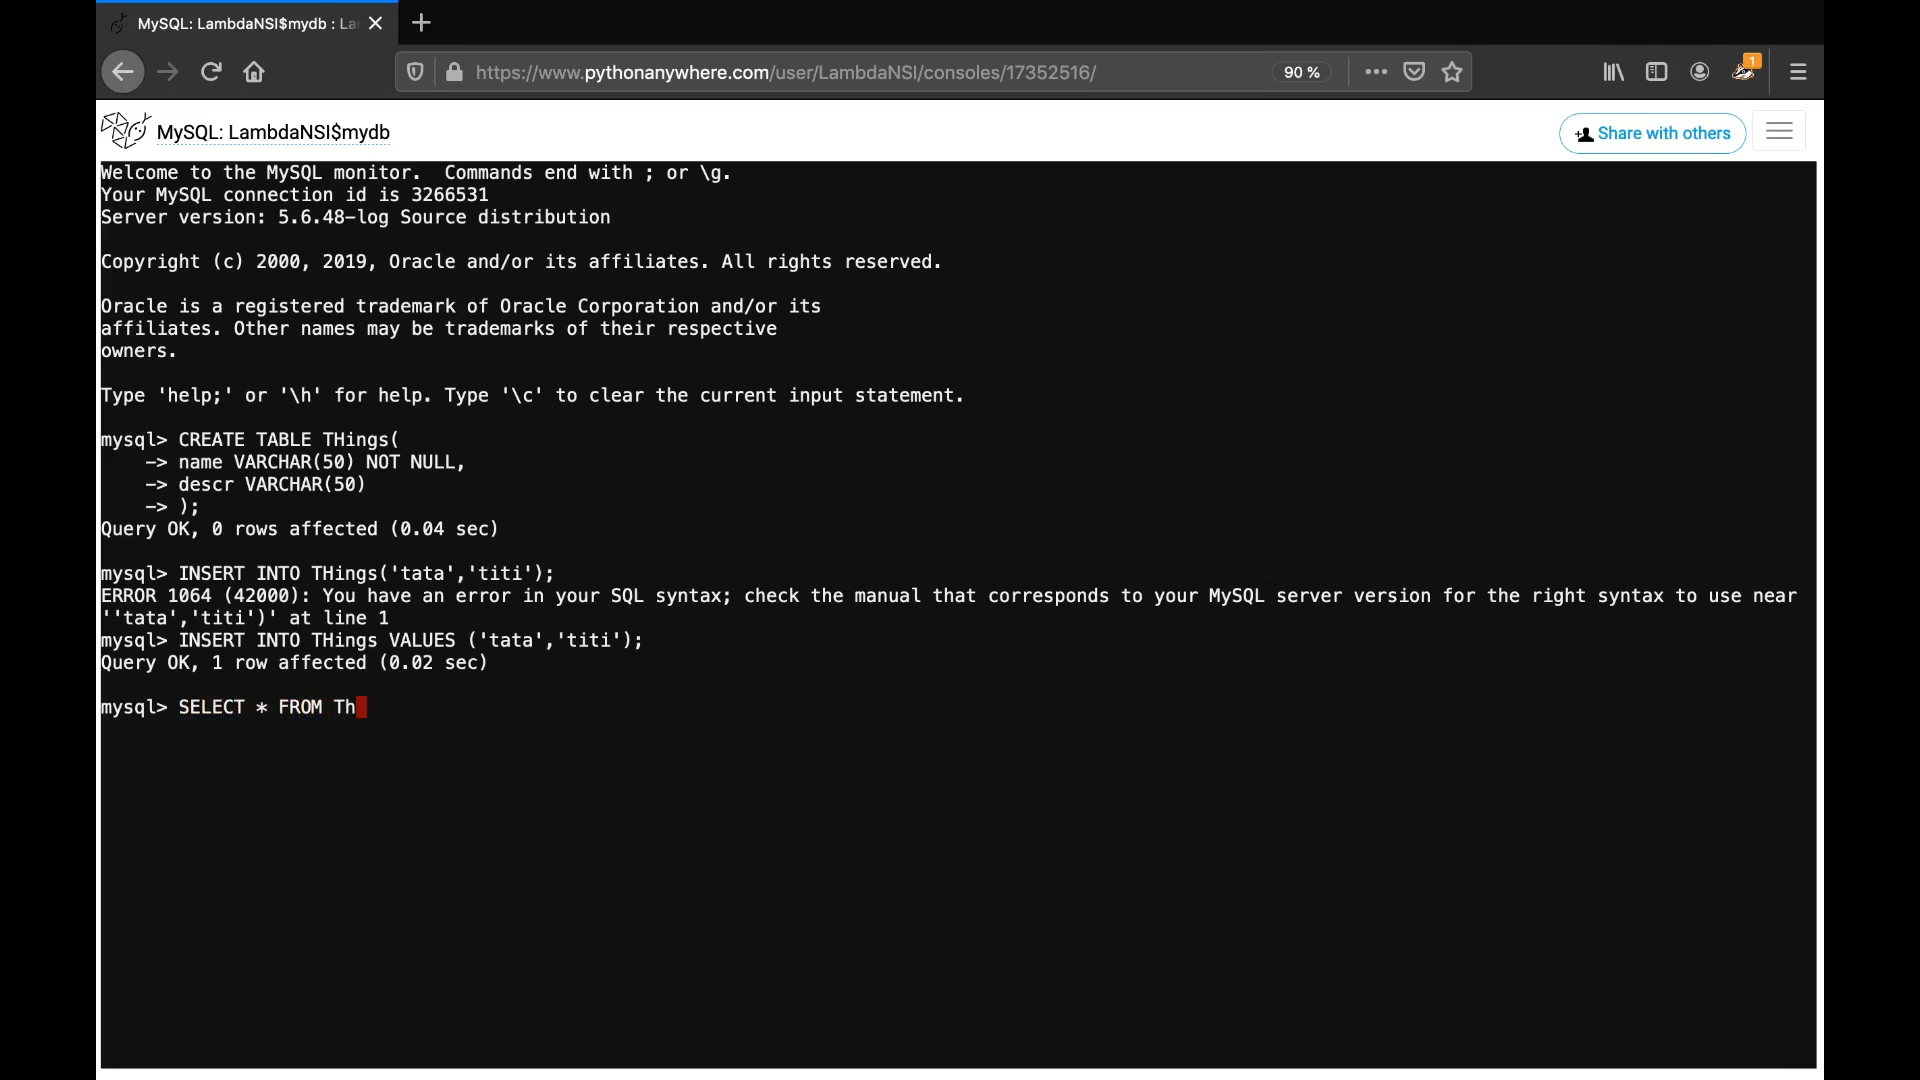 MySQL: LambdaNSI$mydb : La
https://www.pythonanywhere.com/user/LambdaNSI/consoles/17352516/
90 %
1
MySQL: LambdaNSI$mydb
Share with others
Welcome to the MySQL monitor.  Commands end with ; or \g.
Your MySQL connection id is 3266531
Server version: 5.6.48-log Source distribution
Copyright (c) 2000, 2019, Oracle and/or its affiliates. All rights reserved.
Oracle is a registered trademark of Oracle Corporation and/or its
affiliates. Other names may be trademarks of their respective
owners.
Type 'help;' or '\h' for help. Type '\c' to clear the current input statement.
mysql> CREATE TABLE THings(
    -> name VARCHAR(50) NOT NULL,
    -> descr VARCHAR(50)
    -> );
Query OK, 0 rows affected (0.04 sec)
mysql> INSERT INTO THings('tata','titi');
ERROR 1064 (42000): You have an error in your SQL syntax; check the manual that corresponds to your MySQL server version for the right syntax to use near
''tata','titi')' at line 1
mysql> INSERT INTO THings VALUES ('tata','titi');
Query OK, 1 row affected (0.02 sec)
mysql> SELECT * FROM Th